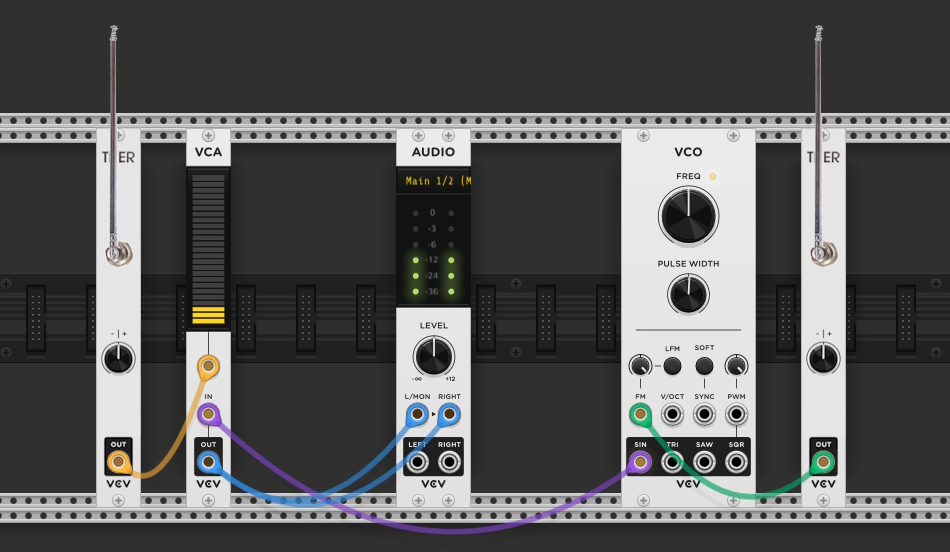 T ER
- | +
OUT
VCV
VCA
IN
OUT
VCV
AUDIO
Main 1/2 (M
0
-3
-6
-12
-24
-36
LEVEL
-∞ +12
L/MON RIGHT
LEFT RIGHT
VCV
VCO
FREQ
PULSE WIDTH
LFM SOFT
FM V/OCT SYNC PWM
SIN TRI SAW SQR
VCV
T ER
- | +
OUT
VCV